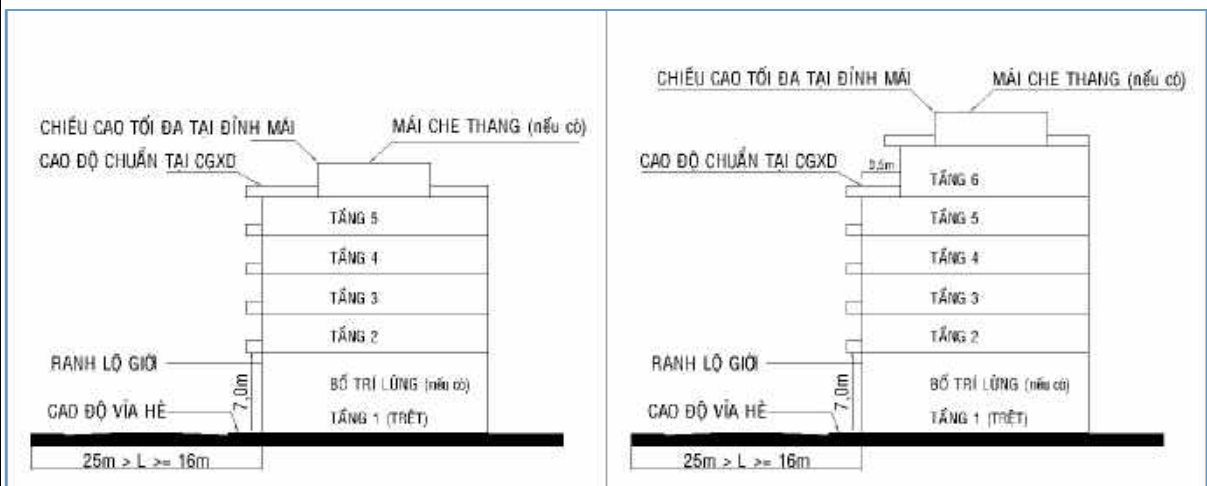 CHIỀU CAO TỐI ĐA TẠI ĐỈNH MÁI
MÁI CHE THANG (nếu có)
CAO ĐỘ CHUẨN TẠI CGXD
TẦNG 5
TẦNG 4
TẦNG 3
TẦNG 2
RANH LỘ GIỚI
7,0m
BỐ TRÍ LỬNG (nếu có)
CAO ĐỘ VỈA HÈ
TẦNG 1 (TRỆT)
25m > L >= 16m
CHIỀU CAO TỐI ĐA TẠI ĐỈNH MÁI
MÁI CHE THANG (nếu có)
CAO ĐỘ CHUẨN TẠI CGXD
TẦNG 6
TẦNG 5
TẦNG 4
TẦNG 3
TẦNG 2
RANH LỘ GIỚI
7,0m
BỐ TRÍ LỬNG (nếu có)
CAO ĐỘ VỈA HÈ
TẦNG 1 (TRỆT)
25m > L >= 16m